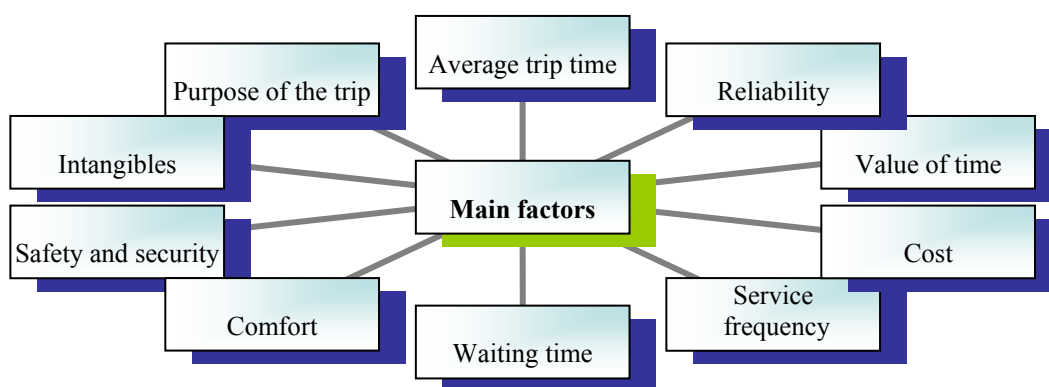 Average trip time
Purpose of the trip
Reliability
Intangibles
Value of time
Main factors
Safety and security
Cost
Comfort
Service
frequency
Waiting time